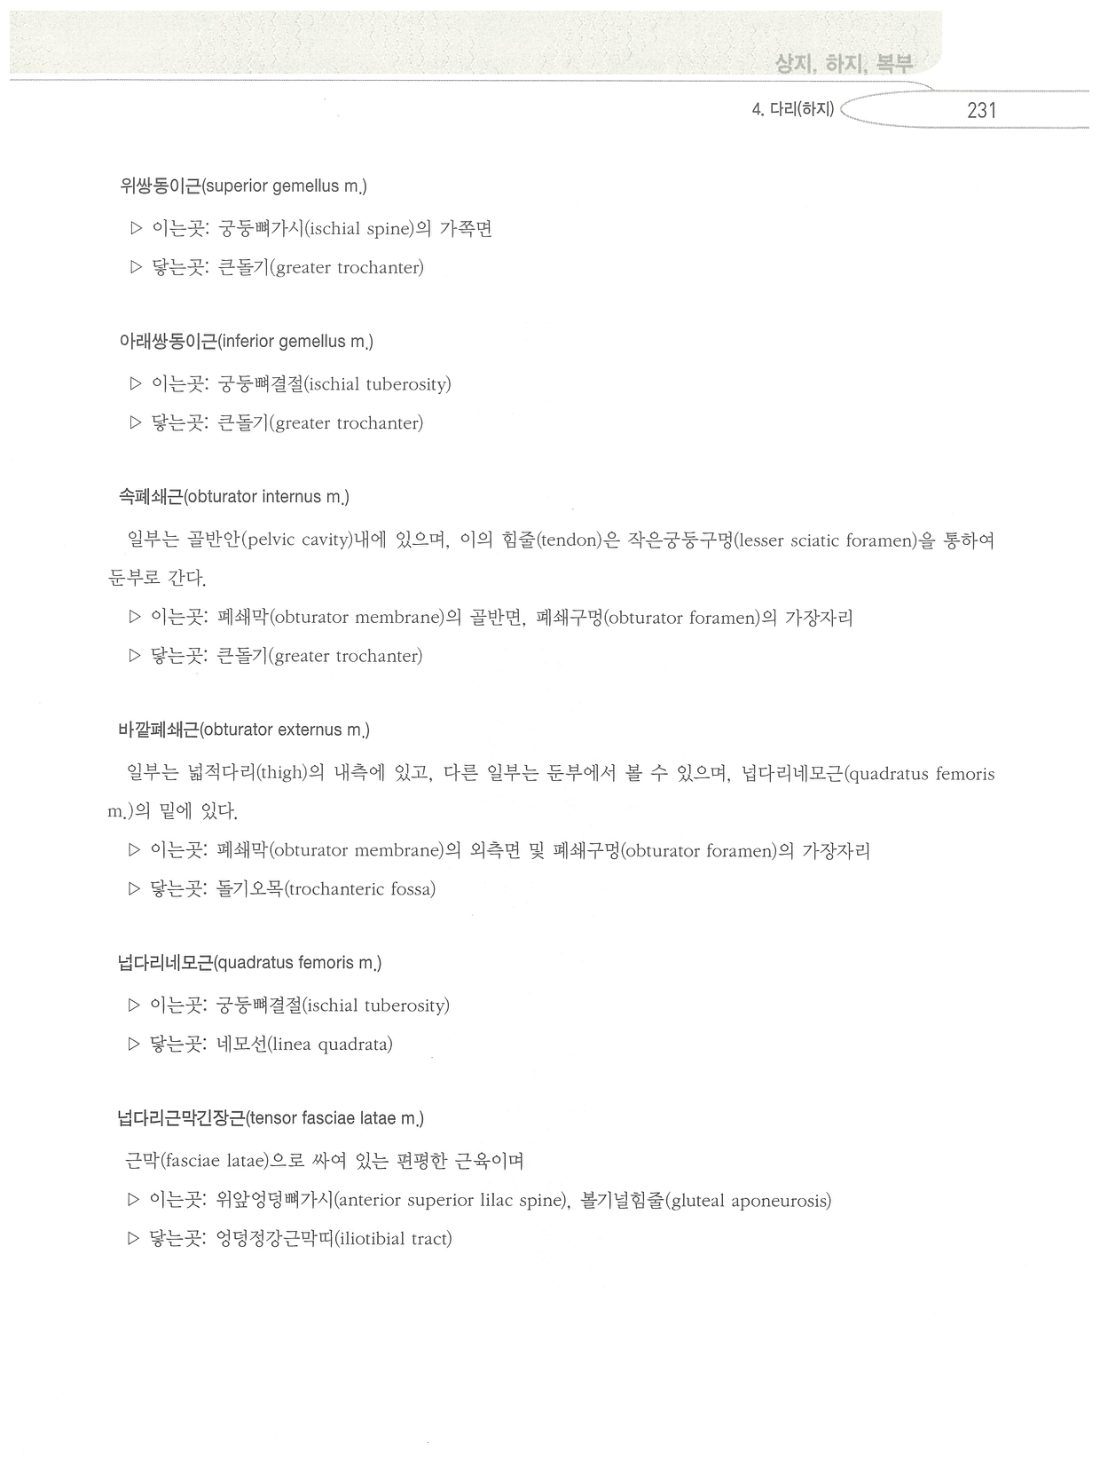 상지, 하지, 복부
4. 다리(하지)
231
위쌍동이근(superior gemellus m.)
▷ 이는곳: 궁둥뼈가시(ischial spine)의 가쪽면
▷ 닿는곳: 큰돌기(greater trochanter)
아래쌍동이근(inferior gemellus m.)
▷ 이는곳: 궁둥뼈결절(ischial tuberosity)
▷ 닿는곳: 큰돌기(greater trochanter)
속폐쇄근(obturator internus m.)
일부는 골반안(pelvic cavity)내에 있으며, 이의 힘줄(tendon)은 작은궁둥구멍(lesser sciatic foramen)을 통하여
둔부로 간다.
▷ 이는곳: 폐쇄막(obturator membrane)의 골반면, 폐쇄구멍(obturator foramen)의 가장자리
▷ 닿는곳: 큰돌기(greater trochanter)
바깥폐쇄근(obturator externus m.)
일부는 넓적다리(thigh)의 내측에 있고, 다른 일부는 둔부에서 볼 수 있으며, 넙다리네모근(quadratus femoris
m.)의 밑에 있다.
▷ 이는곳: 폐쇄막(obturator membrane)의 외측면 및 폐쇄구멍(obturator foramen)의 가장자리
▷ 닿는곳: 돌기오목(trochanteric fossa)
넙다리네모근(quadratus femoris m.)
▷ 이는곳: 궁둥뼈결절(ischial tuberosity)
▷ 닿는곳: 네모선(linea quadrata)
넙다리근막긴장근(tensor fasciae latae m.)
근막(fasciae latae)으로 싸여 있는 편평한 근육이며
▷ 이는곳: 위앞엉덩뼈가시(anterior superior lilac spine), 볼기널힘줄(gluteal aponeurosis)
▷ 닿는곳: 엉덩정강근막띠(iliotibial tract)